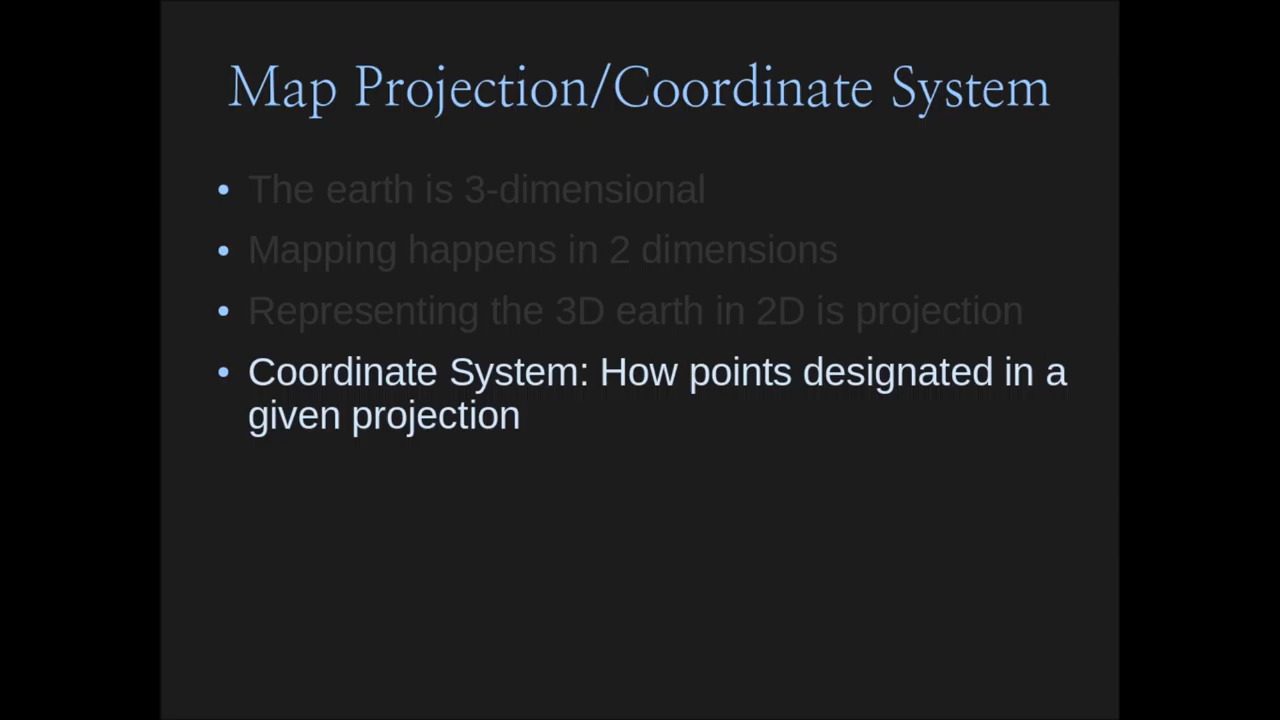 Map Projection/Coordinate System
• The earth is 3-dimensional
• Mapping happens in 2 dimensions
• Representing the 3D earth in 2D is projection
• Coordinate System: How points designated in a
given projection